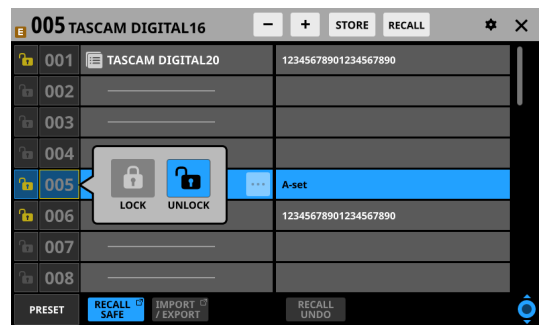 E 005 TASCAM DIGITAL16 − + STORE RECALL
001 TASCAM DIGITAL20 12345678901234567890
002
003
004
005 ... A-set
LOCK UNLOCK
006 12345678901234567890
007
008
PRESET
RECALL SAFE
IMPORT / EXPORT
RECALL UNDO